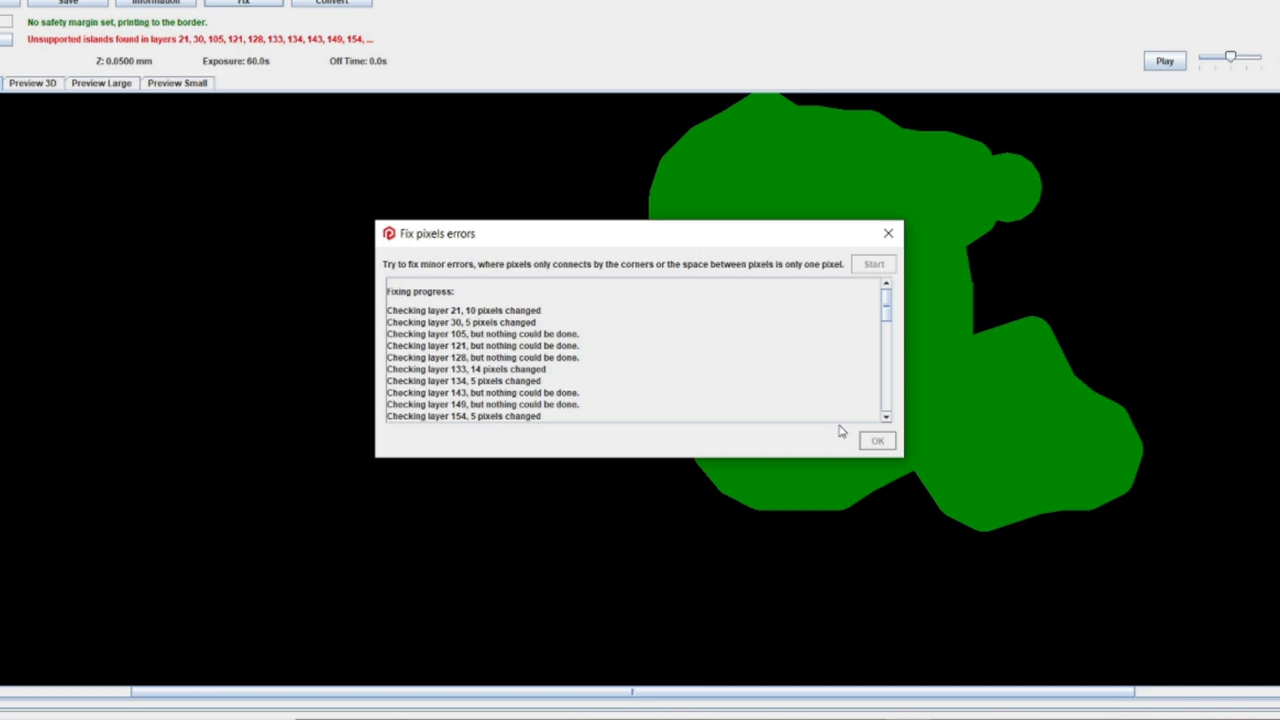 Save Information Fix Convert
No safety margin set, printing to the border.
Unsupported islands found in layers 21, 30, 105, 121, 128, 133, 134, 143, 149, 154, ...
Z: 0.0500 mm Exposure: 60.0s Off Time: 0.0s
Play
Preview 3D Preview Large Preview Small
Fix pixels errors
Try to fix minor errors, where pixels only connects by the corners or the space between pixels is only one pixel. Start
Fixing progress:
Checking layer 21, 10 pixels changed
Checking layer 30, 5 pixels changed
Checking layer 105, but nothing could be done.
Checking layer 121, but nothing could be done.
Checking layer 128, but nothing could be done.
Checking layer 133, 14 pixels changed
Checking layer 134, 5 pixels changed
Checking layer 143, but nothing could be done.
Checking layer 149, but nothing could be done.
Checking layer 154, 5 pixels changed
OK